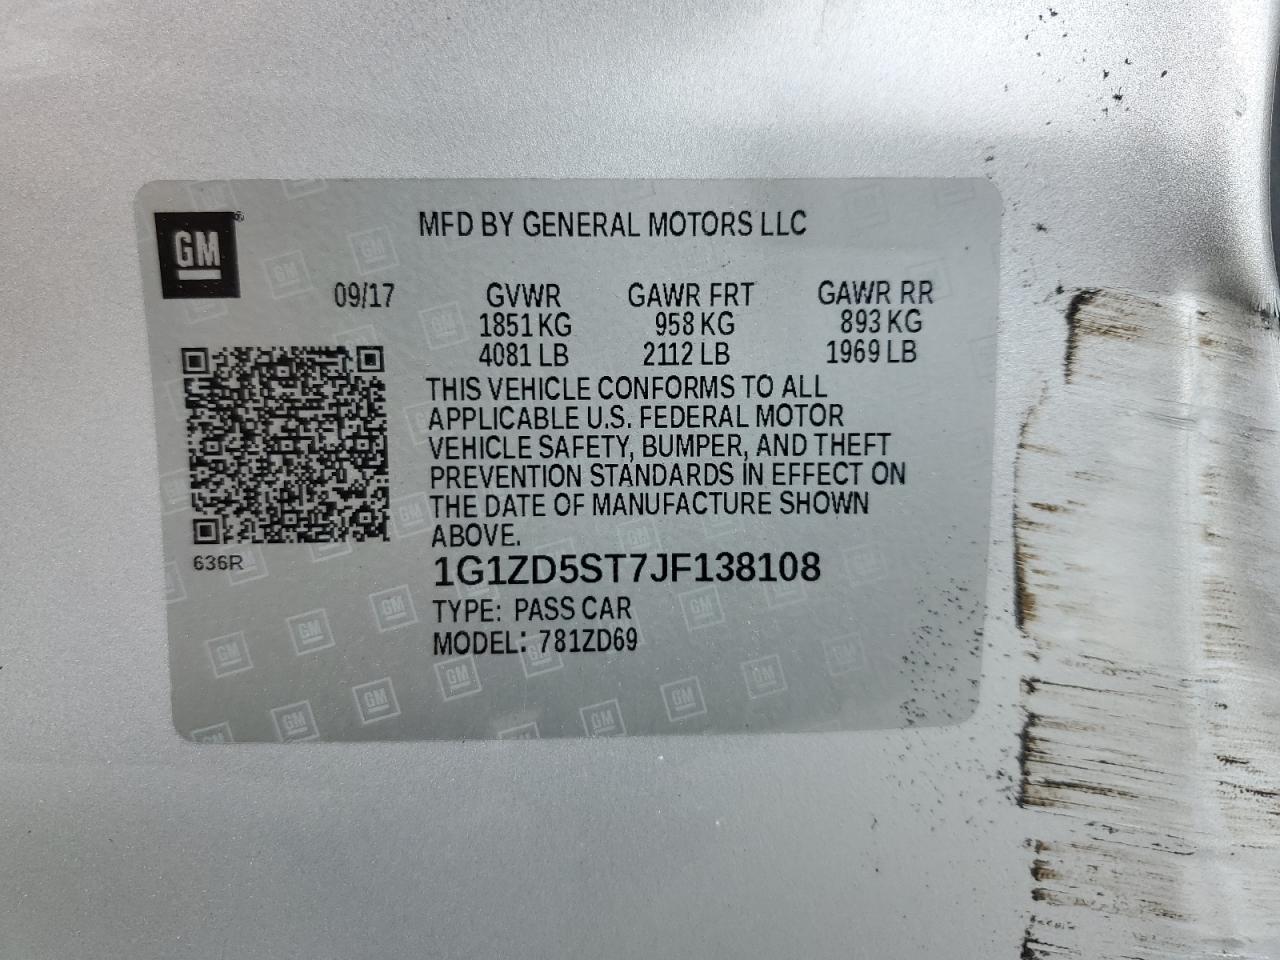 GM®
MFD BY GENERAL MOTORS LLC
09/17 GVWR GAWR FRT GAWR RR
1851 KG 958 KG 893 KG
4081 LB 2112 LB 1969 LB
THIS VEHICLE CONFORMS TO ALL
APPLICABLE U.S. FEDERAL MOTOR
VEHICLE SAFETY, BUMPER, AND THEFT
PREVENTION STANDARDS IN EFFECT ON
THE DATE OF MANUFACTURE SHOWN
ABOVE.
636R
1G1ZD5ST7JF138108
TYPE: PASS CAR
MODEL: 781ZD69